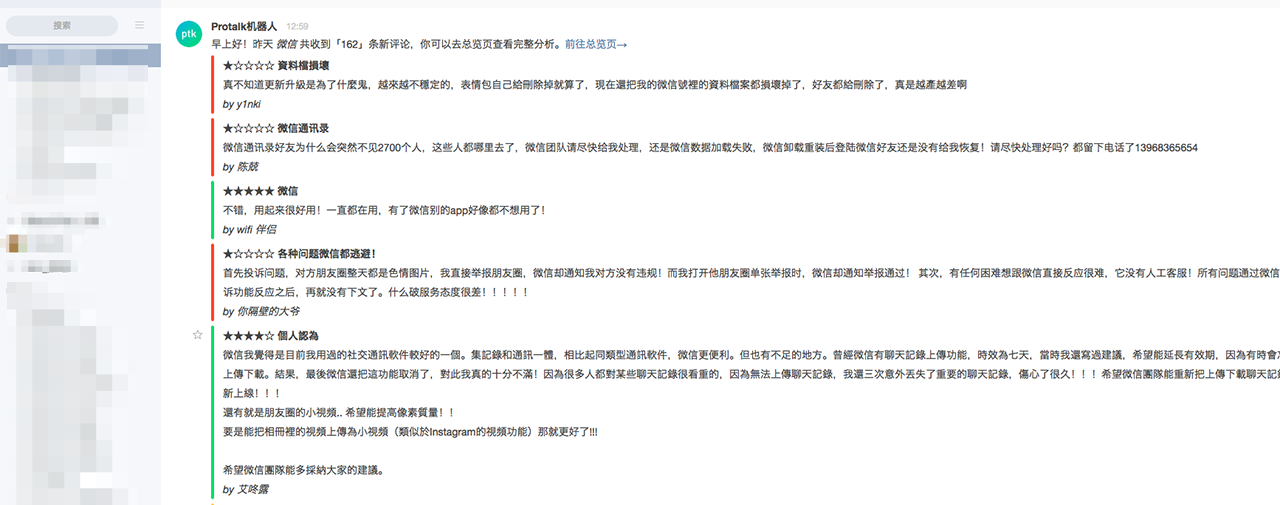 搜索
ptk
Protalk机器人 12:59
早上好！昨天 微信 共收到「162」条新评论，你可以去总览页查看完整分析。前往总览页→
★☆☆☆☆ 資料檔損壞
真不知道更新升級是為了什麼鬼，越來越不穩定的，表情包自己給刪除掉就算了，現在還把我的微信號裡的資料檔案都損壞掉了，好友都給刪除了，真是越產越差啊
by y1nki
★☆☆☆☆ 微信通讯录
微信通讯录好友为什么会突然不见2700个人，这些人都哪里去了，微信团队请尽快给我处理，还是微信数据加载失败，微信卸载重装后登陆微信好友还是没有给我恢复！请尽快处理好吗？都留下电话了13968365654
by 陈兢
★★★★★ 微信
不错，用起来很好用！一直都在用，有了微信别的app好像都不想用了！
by wifi 伴侣
★☆☆☆☆ 各种问题微信都逃避！
首先投诉问题，对方朋友圈整天都是色情图片，我直接举报朋友圈，微信却通知我对方没有违规！而我打开他朋友圈单张举报时，微信却通知举报通过！ 其次，有任何困难想跟微信直接反应很难，它没有人工客服！所有问题通过微信
诉功能反应之后，再就没有下文了。什么破服务态度很差！！！！！
by 你隔壁的大爷
☆
★★★★☆ 個人認為
微信我覺得是目前我用過的社交通訊軟件較好的一個。集記錄和通訊一體，相比起同類型通訊軟件，微信更便利。但也有不足的地方。曾經微信有聊天記錄上傳功能，時效為七天，當時我還寫過建議，希望能延長有效期，因為有時會忘
上傳下載。結果，最後微信還把這功能取消了，對此我真的十分不滿！因為很多人都對某些聊天記錄很看重的，因為無法上傳聊天記錄，我還三次意外丟失了重要的聊天記錄，傷心了很久！！！希望微信團隊能重新把上傳下載聊天記錄
新上線！！！
還有就是朋友圈的小視頻.. 希望能提高像素質量！！
要是能把相冊裡的視頻上傳為小視頻（類似於Instagram的視頻功能）那就更好了!!!
希望微信團隊能多採納大家的建議。
by 艾咚露